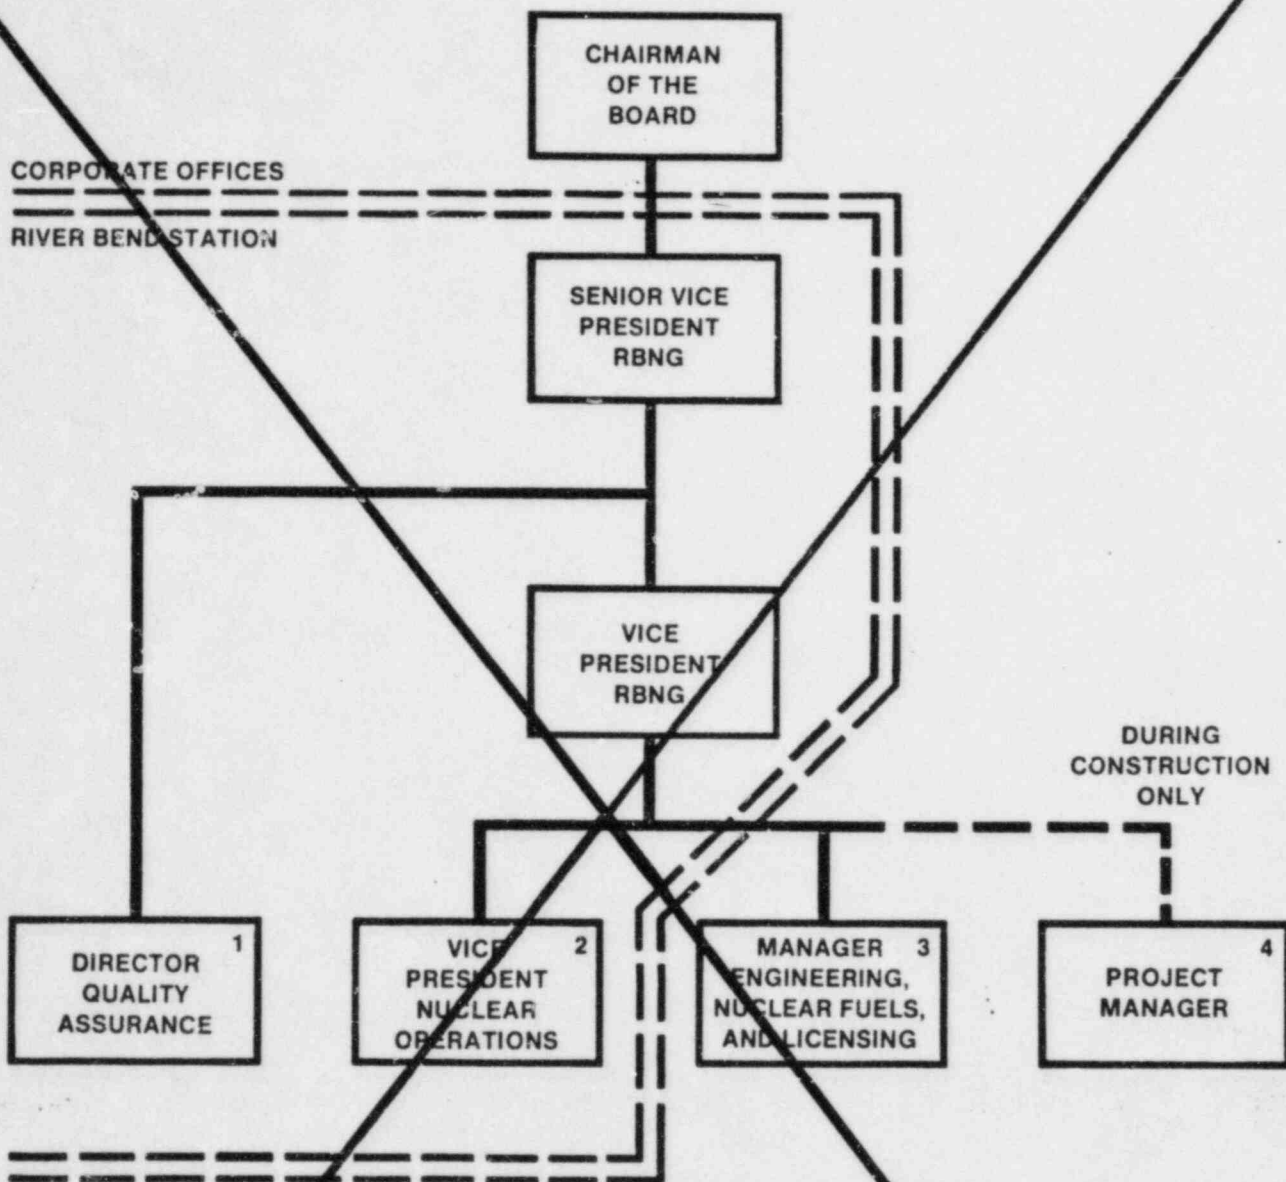 CHAIRMAN
OF THE
BOARD
CORPORATE OFFICES
RIVER BEND STATION
SENIOR VICE
PRESIDENT
RBNG
VICE
PRESIDENT
RBNG
DURING
CONSTRUCTION
ONLY
1
DIRECTOR
QUALITY
ASSURANCE
VICE 2
PRESIDENT
NUCLEAR
OPERATIONS
MANAGER 3
ENGINEERING,
NUCLEAR FUELS,
AND LICENSING
4
PROJECT
MANAGER